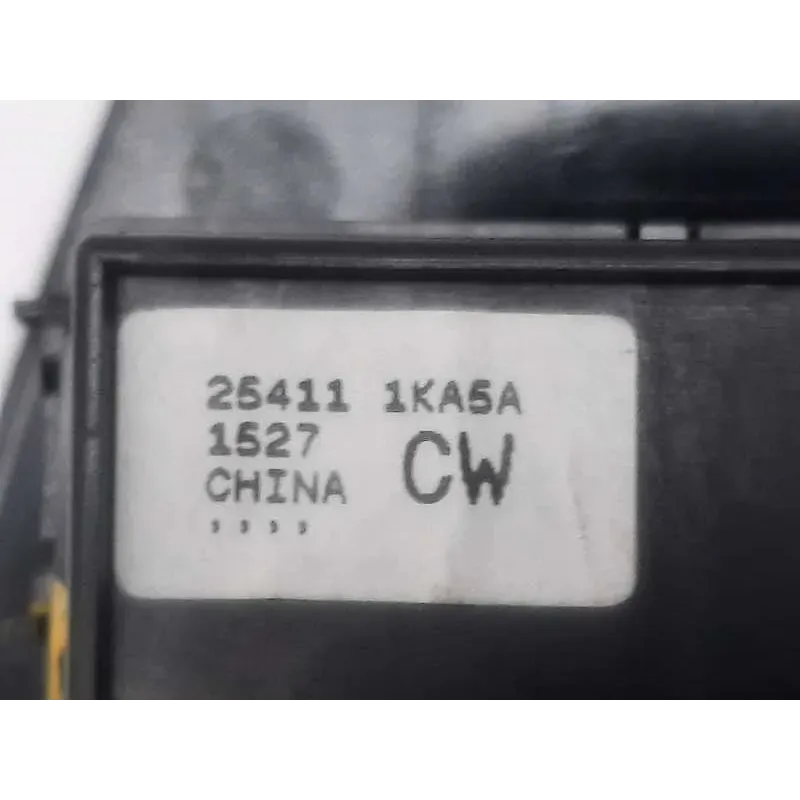 25411 1KA5A
1527
CHINA CW
, , , ,